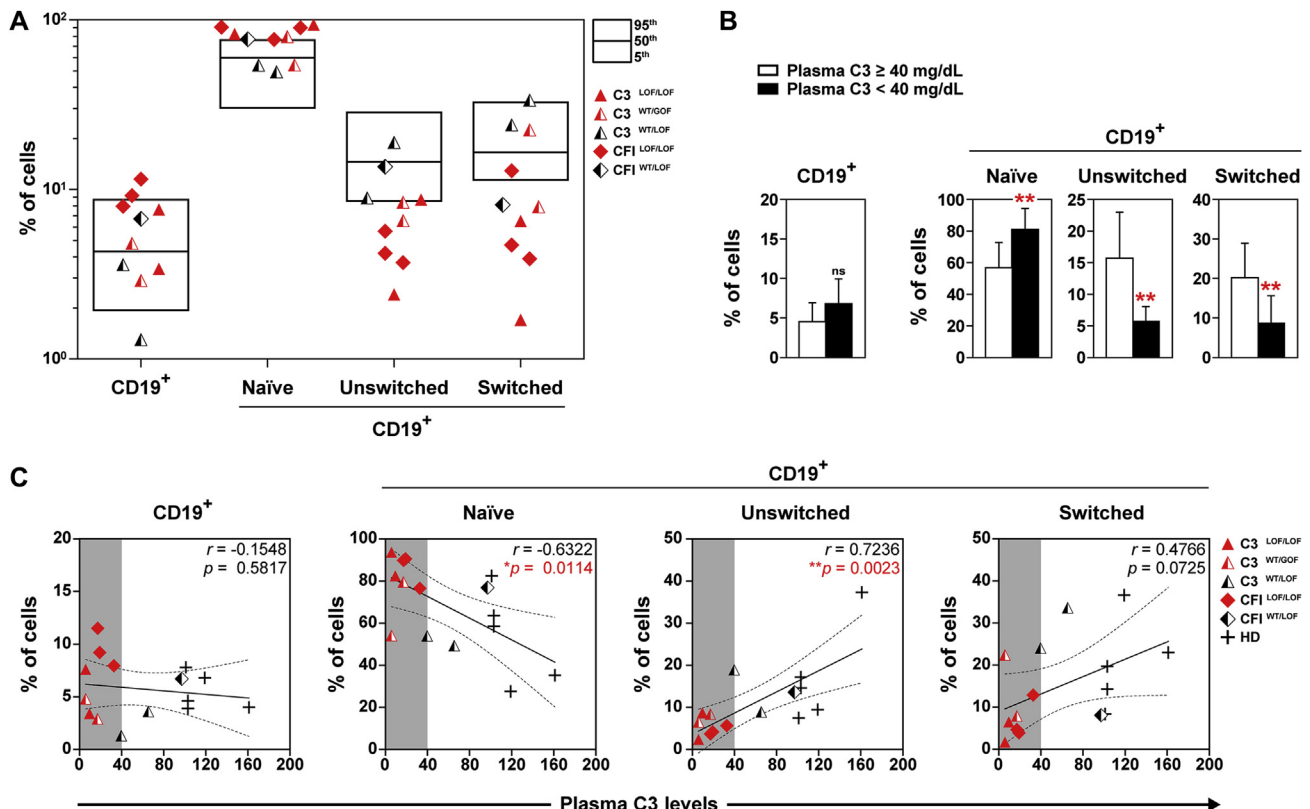 A
% of cells
10²
10¹
10⁰
CD19⁺
Naïve
Unswitched
Switched
CD19⁺
95ᵗʰ
50ᵗʰ
5ᵗʰ
C3 LOF/LOF
C3 WT/GOF
C3 WT/LOF
CFI LOF/LOF
CFI WT/LOF
B
Plasma C3 ≥ 40 mg/dL
Plasma C3 < 40 mg/dL
CD19⁺
CD19⁺
Naïve
Unswitched
Switched
% of cells
20
15
10
5
0
ns
% of cells
100
80
60
40
20
0
**
25
20
15
10
5
0
**
40
30
20
10
0
**
C
CD19⁺
CD19⁺
Naïve
Unswitched
Switched
% of cells
20
15
10
5
0
r = -0.1548
p = 0.5817
0 40 80 120 160 200
% of cells
100
80
60
40
20
0
r = -0.6322
*p = 0.0114
0 40 80 120 160 200
% of cells
50
40
30
20
10
0
r = 0.7236
**p = 0.0023
0 40 80 120 160 200
% of cells
50
40
30
20
10
0
r = 0.4766
p = 0.0725
0 40 80 120 160 200
C3 LOF/LOF
C3 WT/GOF
C3 WT/LOF
CFI LOF/LOF
CFI WT/LOF
HD
Plasma C3 levels